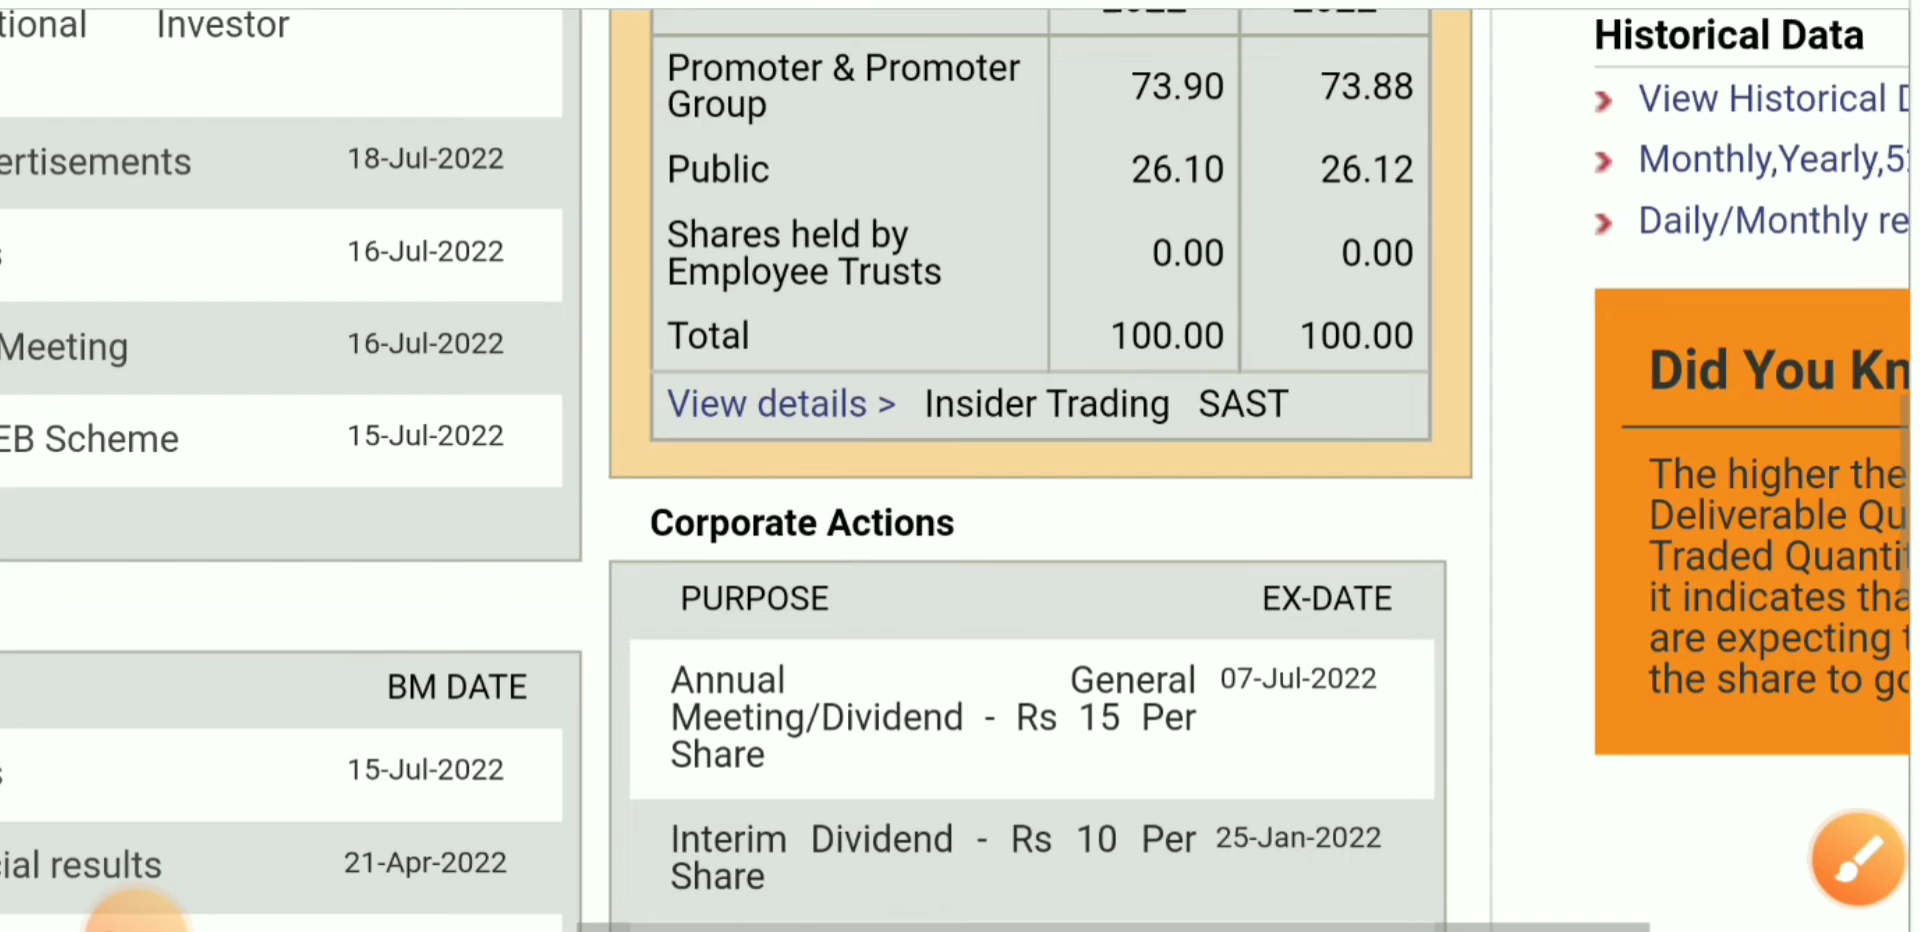 tional Investor
ertisements 18-Jul-2022
16-Jul-2022
Meeting 16-Jul-2022
EB Scheme 15-Jul-2022
BM DATE
15-Jul-2022
cial results 21-Apr-2022
2022 2022
Promoter & Promoter
Group 73.90 73.88
Public 26.10 26.12
Shares held by
Employee Trusts 0.00 0.00
Total 100.00 100.00
View details > Insider Trading SAST
Corporate Actions
PURPOSE EX-DATE
Annual General 07-Jul-2022
Meeting/Dividend - Rs 15 Per
Share
Interim Dividend - Rs 10 Per 25-Jan-2022
Share
Historical Data
View Historical
Monthly,Yearly,5
Daily/Monthly re
Did You Kn
The higher the
Deliverable Qu
Traded Quanti
it indicates tha
are expecting
the share to go